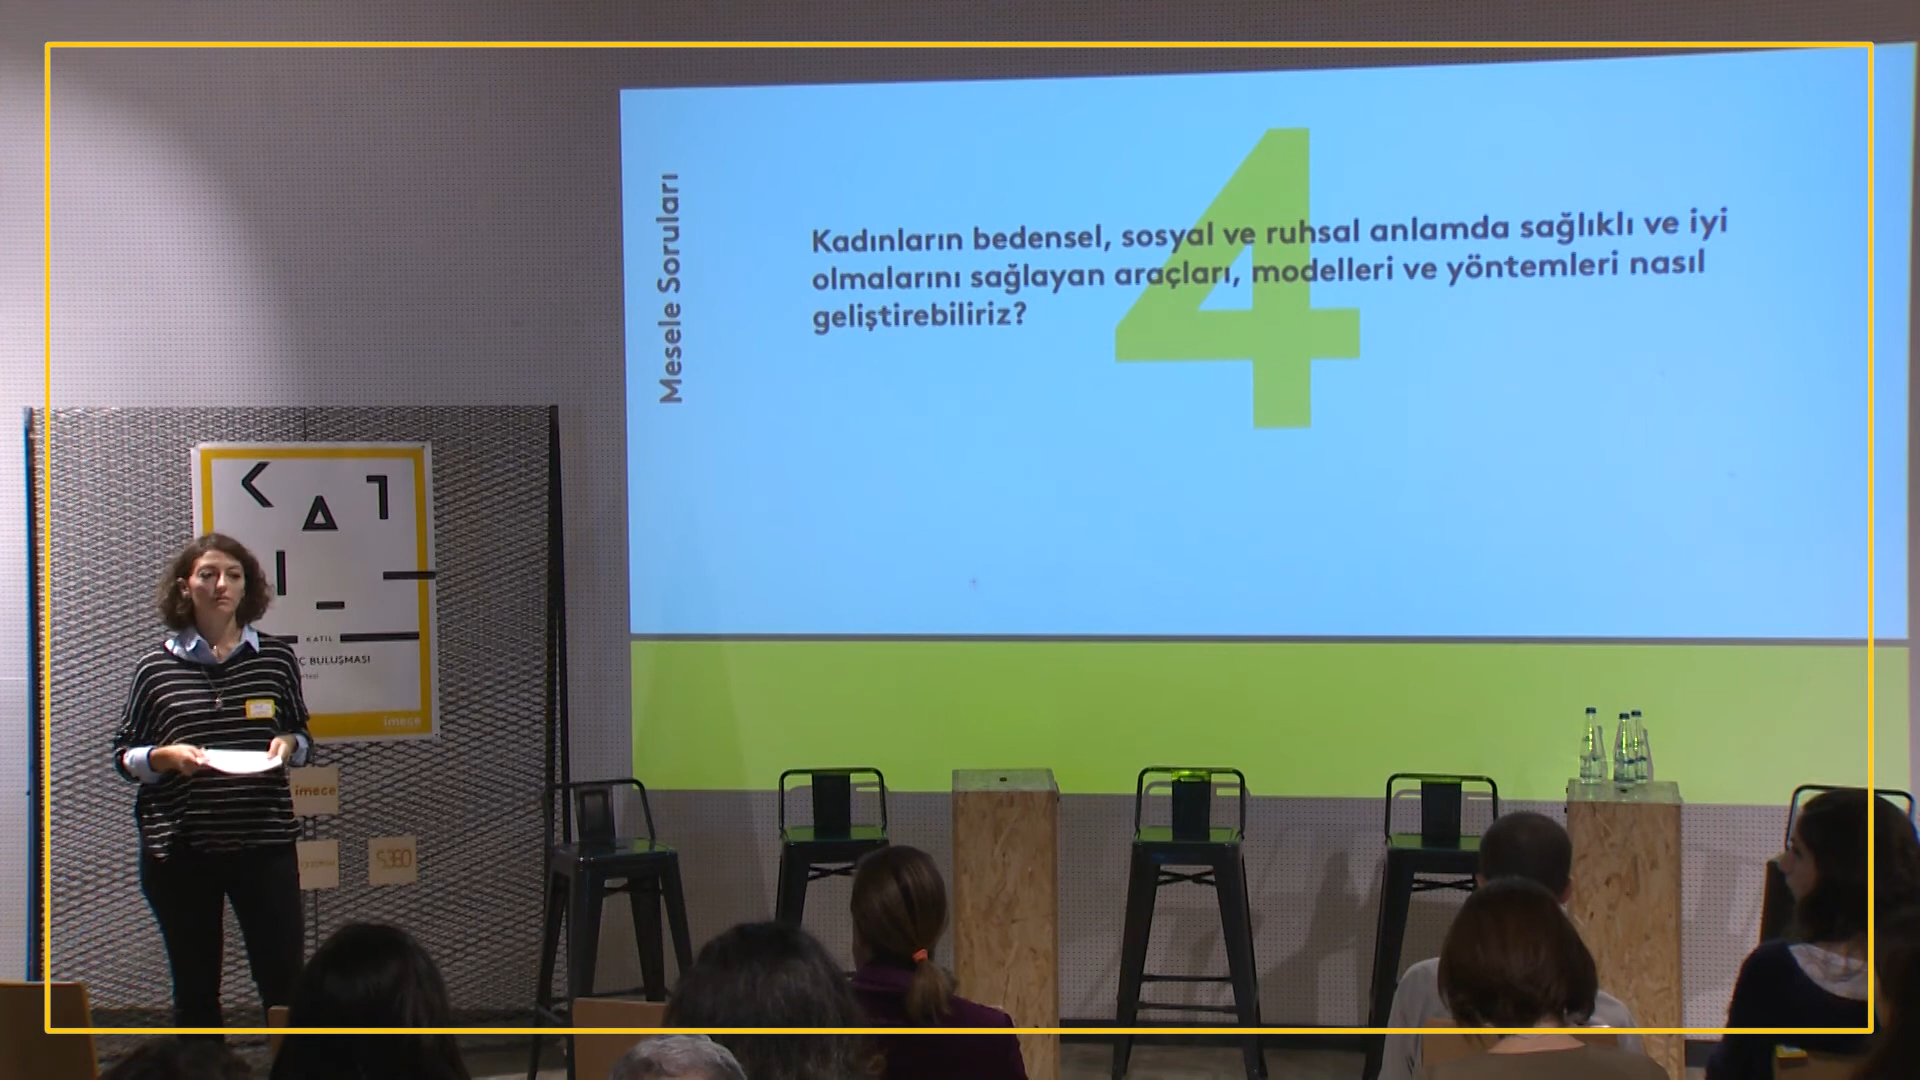 Mesele Soruları
4
Kadınların bedensel, sosyal ve ruhsal anlamda sağlıklı ve iyi
olmalarını sağlayan araçları, modelleri ve yöntemleri nasıl
geliştirebiliriz?
KATIL
BULUŞMASI
imece
imece
S360